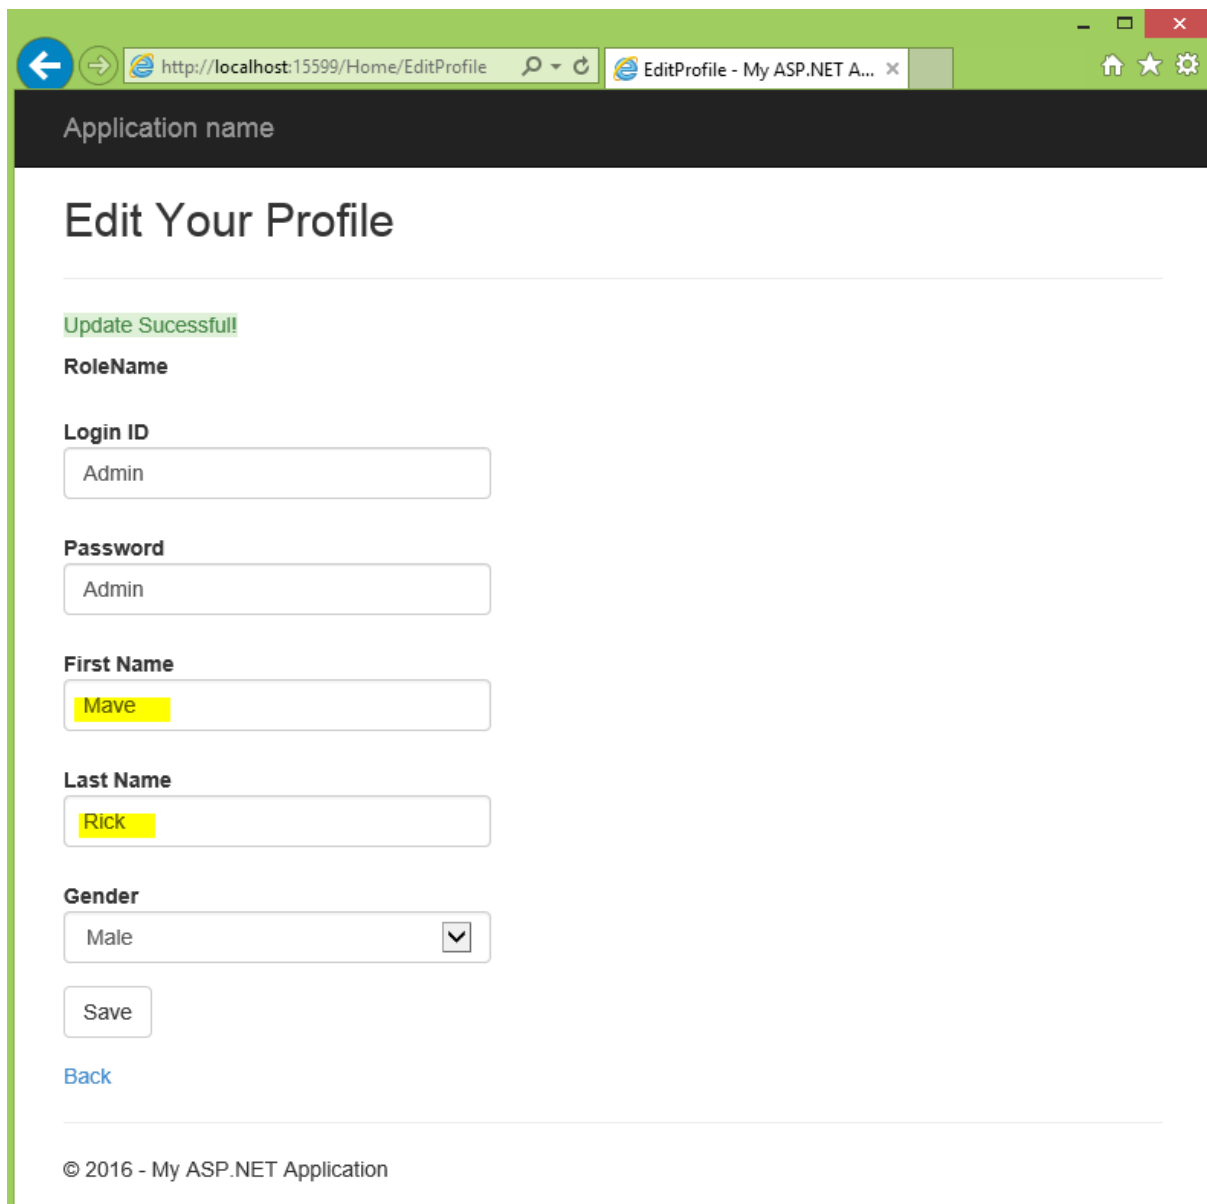 http://localhost:15599/Home/EditProfile
EditProfile - My ASP.NET A...
Application name
Edit Your Profile
Update Sucessful!
RoleName
Login ID
Admin
Password
Admin
First Name
Mave
Last Name
Rick
Gender
Male
Save
Back
© 2016 - My ASP.NET Application